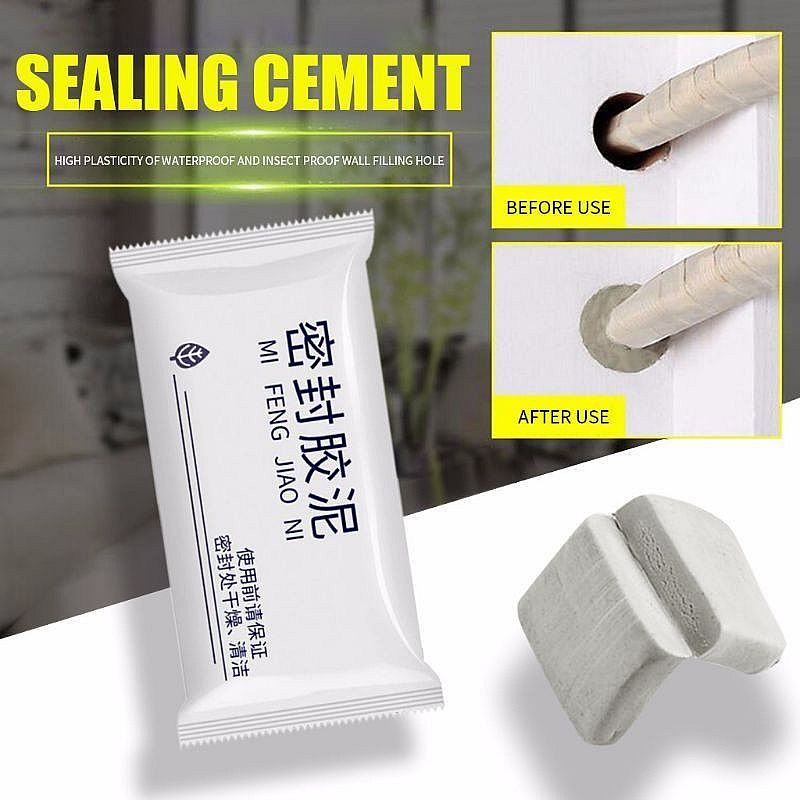 SEALING CEMENT
HIGH PLASTICITY OF WATERPROOF AND INSECT PROOF WALL FILLING HOLE
BEFORE USE
AFTER USE
密封胶泥
MI FENG JIAO NI
使用前请保证
密封处干燥、清洁